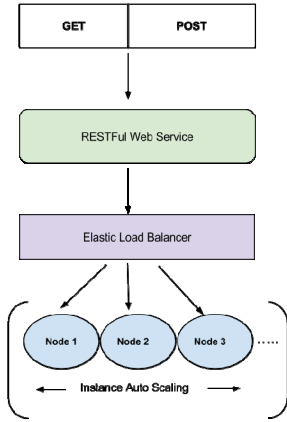 GET POST
RESTFul Web Service
Elastic Load Balancer
Node 1 Node 2 Node 3 .....
Instance Auto Scaling